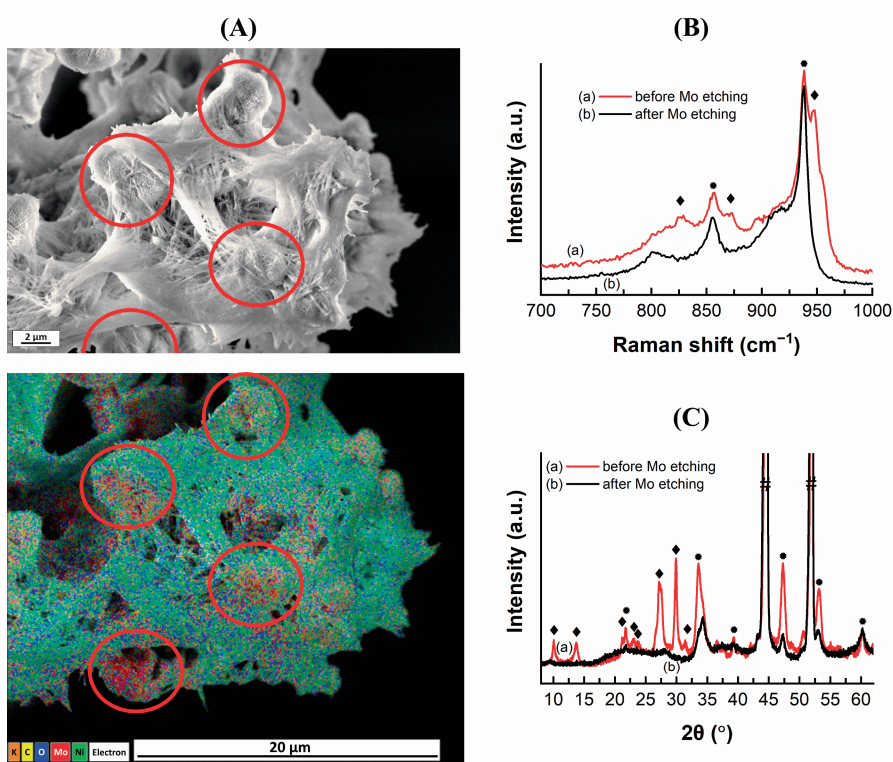 (A)
2 µm
K C O Mo Ni Electron
20 µm
(B)
Intensity (a.u.)
(a) before Mo etching
(b) after Mo etching
(a)
(b)
700 750 800 850 900 950 1000
Raman shift (cm⁻¹)
(C)
Intensity (a.u.)
(a) before Mo etching
(b) after Mo etching
# #
(a)
(b)
10 15 20 25 30 35 40 45 50 55 60
2θ (°)